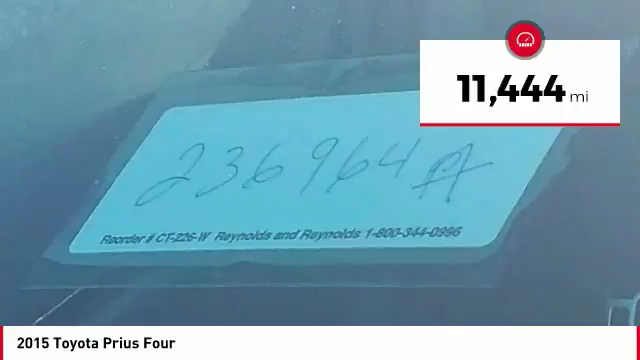 11,444 mi
236964A
Reorder # CT-226-W Reynolds and Reynolds 1-800-344-0996
2015 Toyota Prius Four